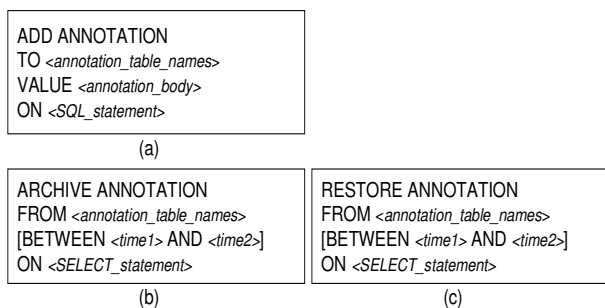 ADD ANNOTATION
TO <annotation_table_names>
VALUE <annotation_body>
ON <SQL_statement>
(a)
ARCHIVE ANNOTATION
FROM <annotation_table_names>
[BETWEEN <time1> AND <time2>]
ON <SELECT_statement>
(b)
RESTORE ANNOTATION
FROM <annotation_table_names>
[BETWEEN <time1> AND <time2>]
ON <SELECT_statement>
(c)